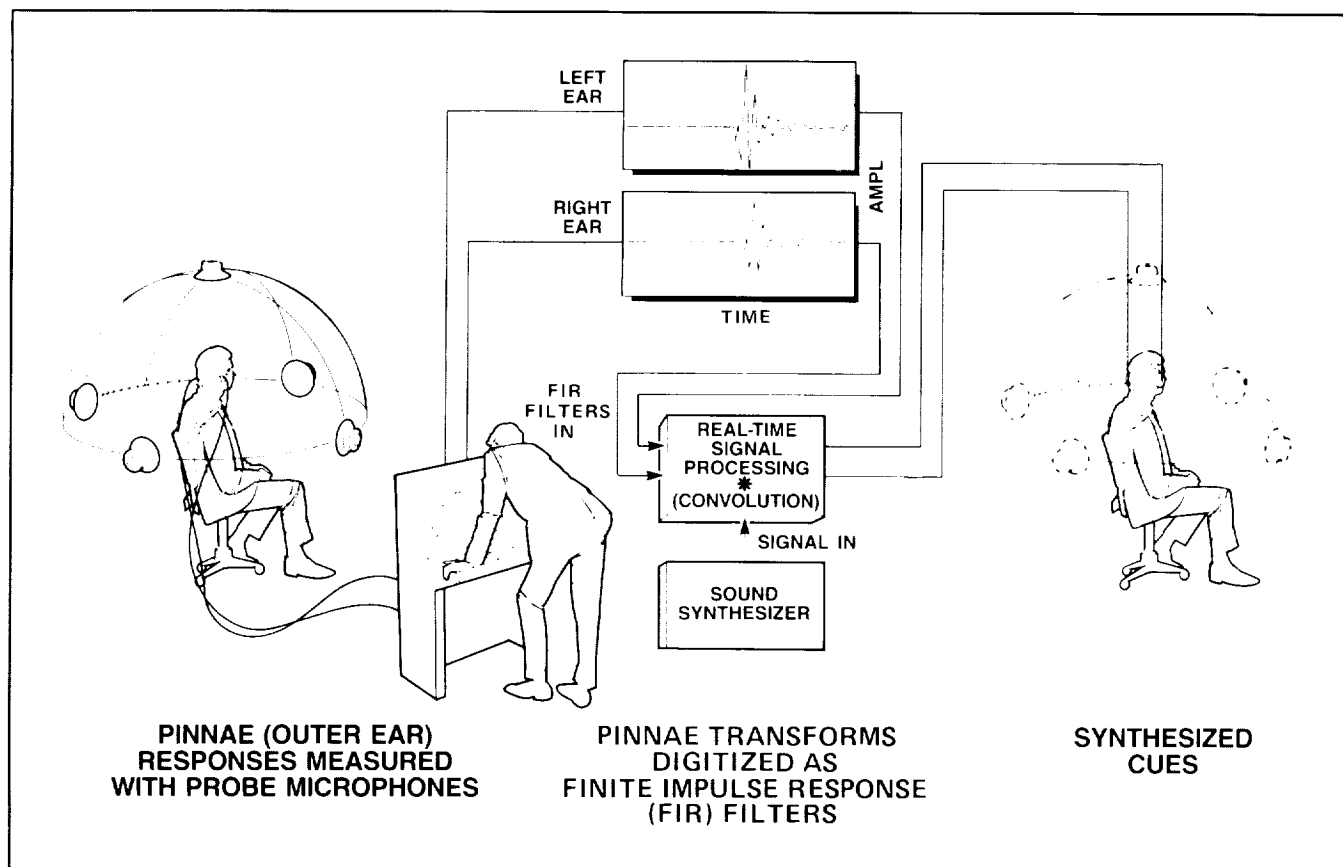 LEFT
EAR
RIGHT
EAR
AMPL
TIME
FIR
FILTERS
IN
REAL-TIME
SIGNAL
PROCESSING
*
(CONVOLUTION)
SIGNAL IN
SOUND
SYNTHESIZER
PINNAE (OUTER EAR)
RESPONSES MEASURED
WITH PROBE MICROPHONES
PINNAE TRANSFORMS
DIGITIZED AS
FINITE IMPULSE RESPONSE
(FIR) FILTERS
SYNTHESIZED
CUES